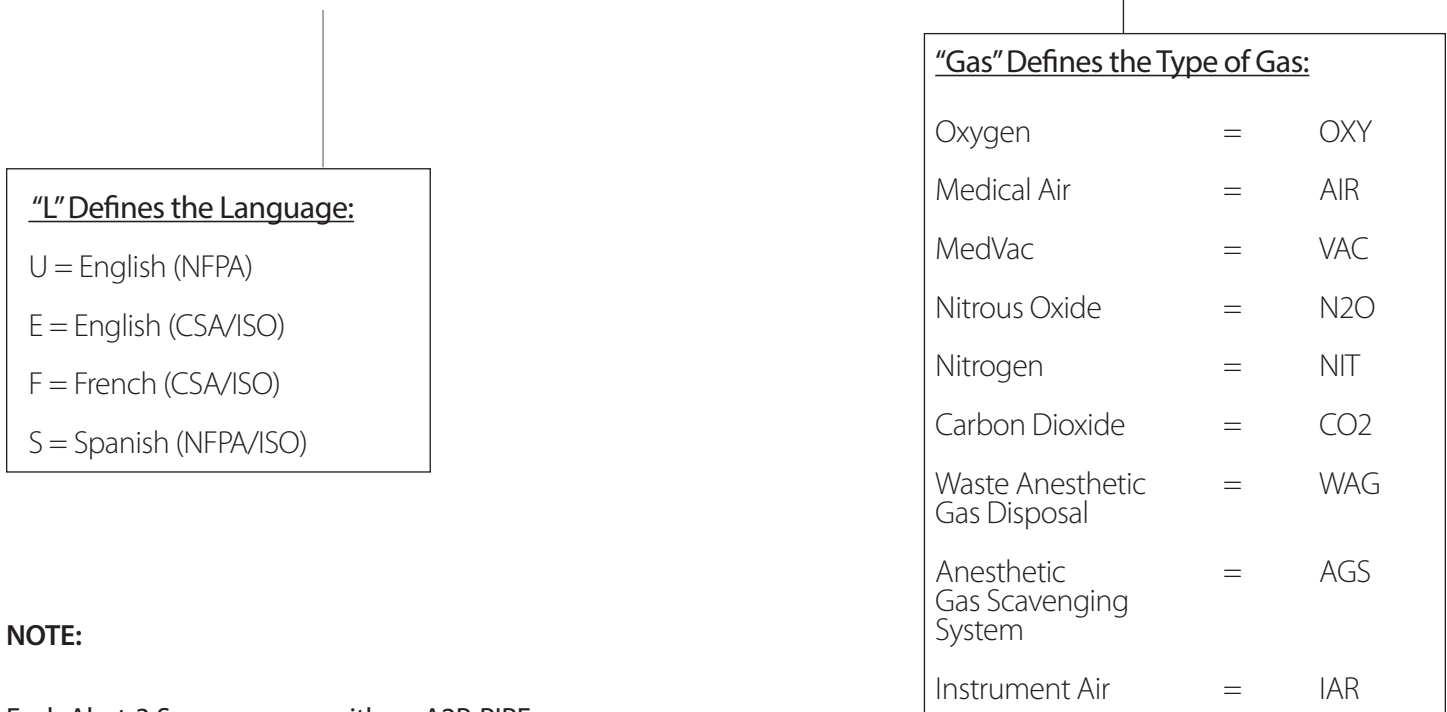 "L" Defines the Language:
U = English (NFPA)
E = English (CSA/ISO)
F = French (CSA/ISO)
S = Spanish (NFPA/ISO)
NOTE:
"Gas" Defines the Type of Gas:
Oxygen = OXY
Medical Air = AIR
MedVac = VAC
Nitrous Oxide = N2O
Nitrogen = NIT
Carbon Dioxide = CO2
Waste Anesthetic = WAG
Gas Disposal
Anesthetic = AGS
Gas Scavenging
System
Instrument Air = IAR